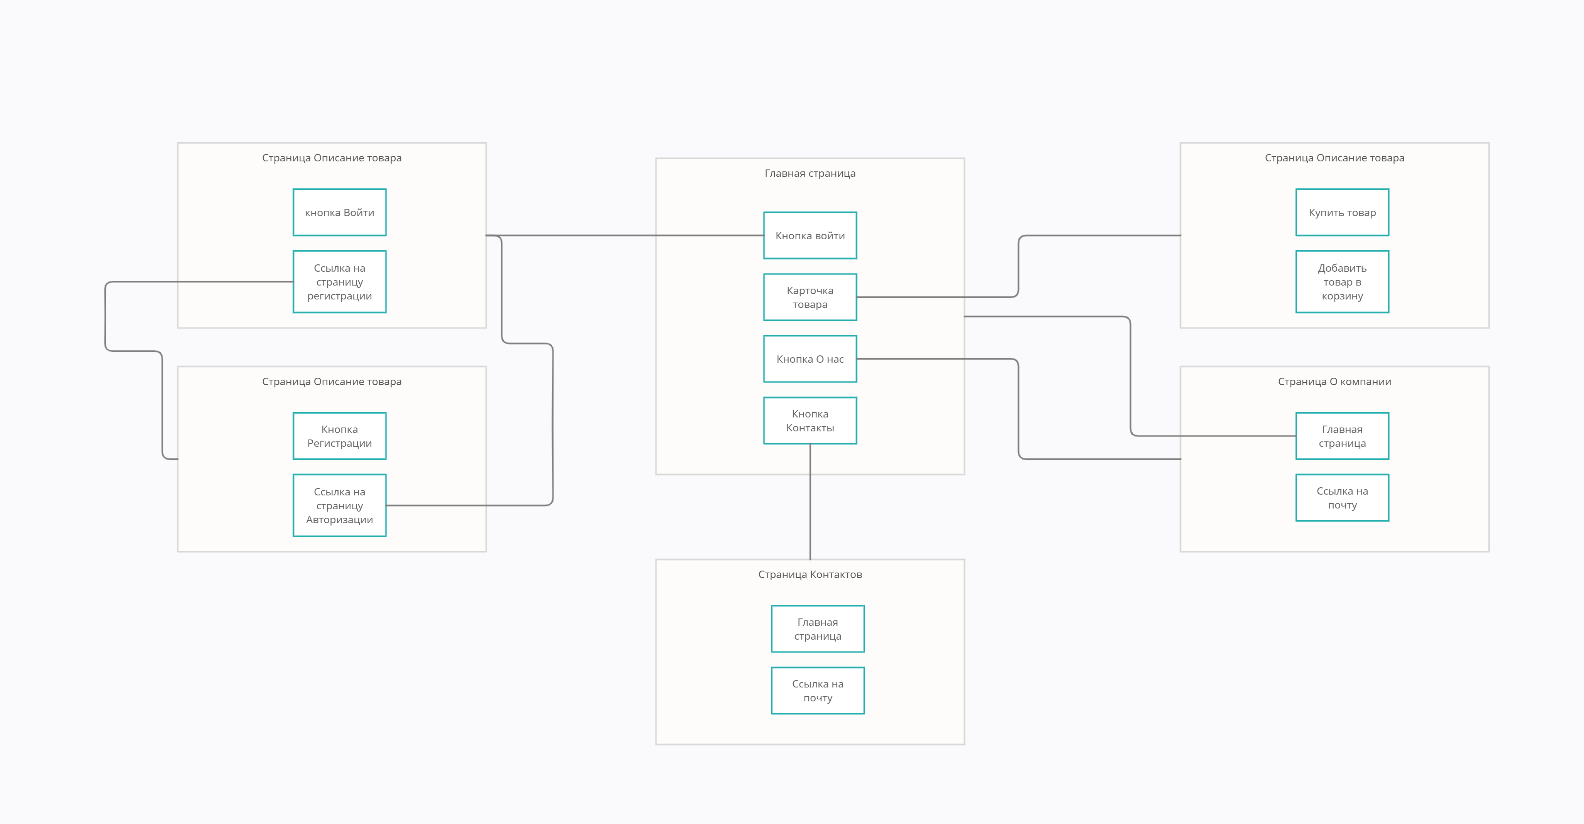 Страница Описание товара
кнопка Войти
Ссылка на
страницу
регистрации
Страница Описание товара
Кнопка
Регистрации
Ссылка на
страницу
Авторизации
Главная страница
Кнопка войти
Карточка
товара
Кнопка О нас
Кнопка
Контакты
Страница Контактов
Главная
страница
Ссылка на
почту
Страница Описание товара
Купить товар
Добавить
товар в
корзину
Страница О компании
Главная
страница
Ссылка на
почту